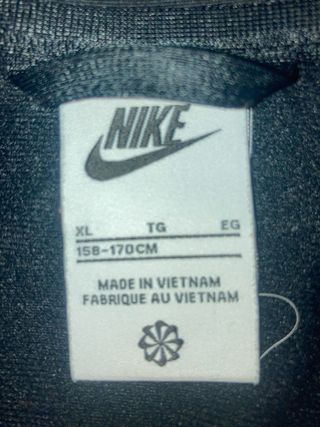 NIKE
XL TG EG
158-170CM
MADE IN VIETNAM
FABRIQUE AU VIETNAM